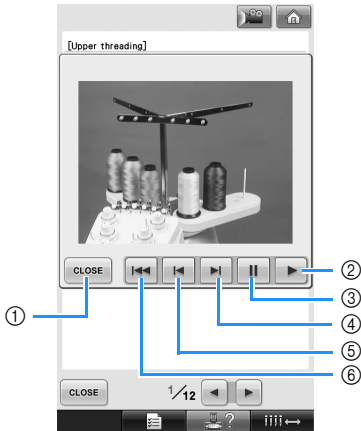 [Upper threading]
CLOSE
②
③
①
④
⑤
⑥
CLOSE
1/12
?